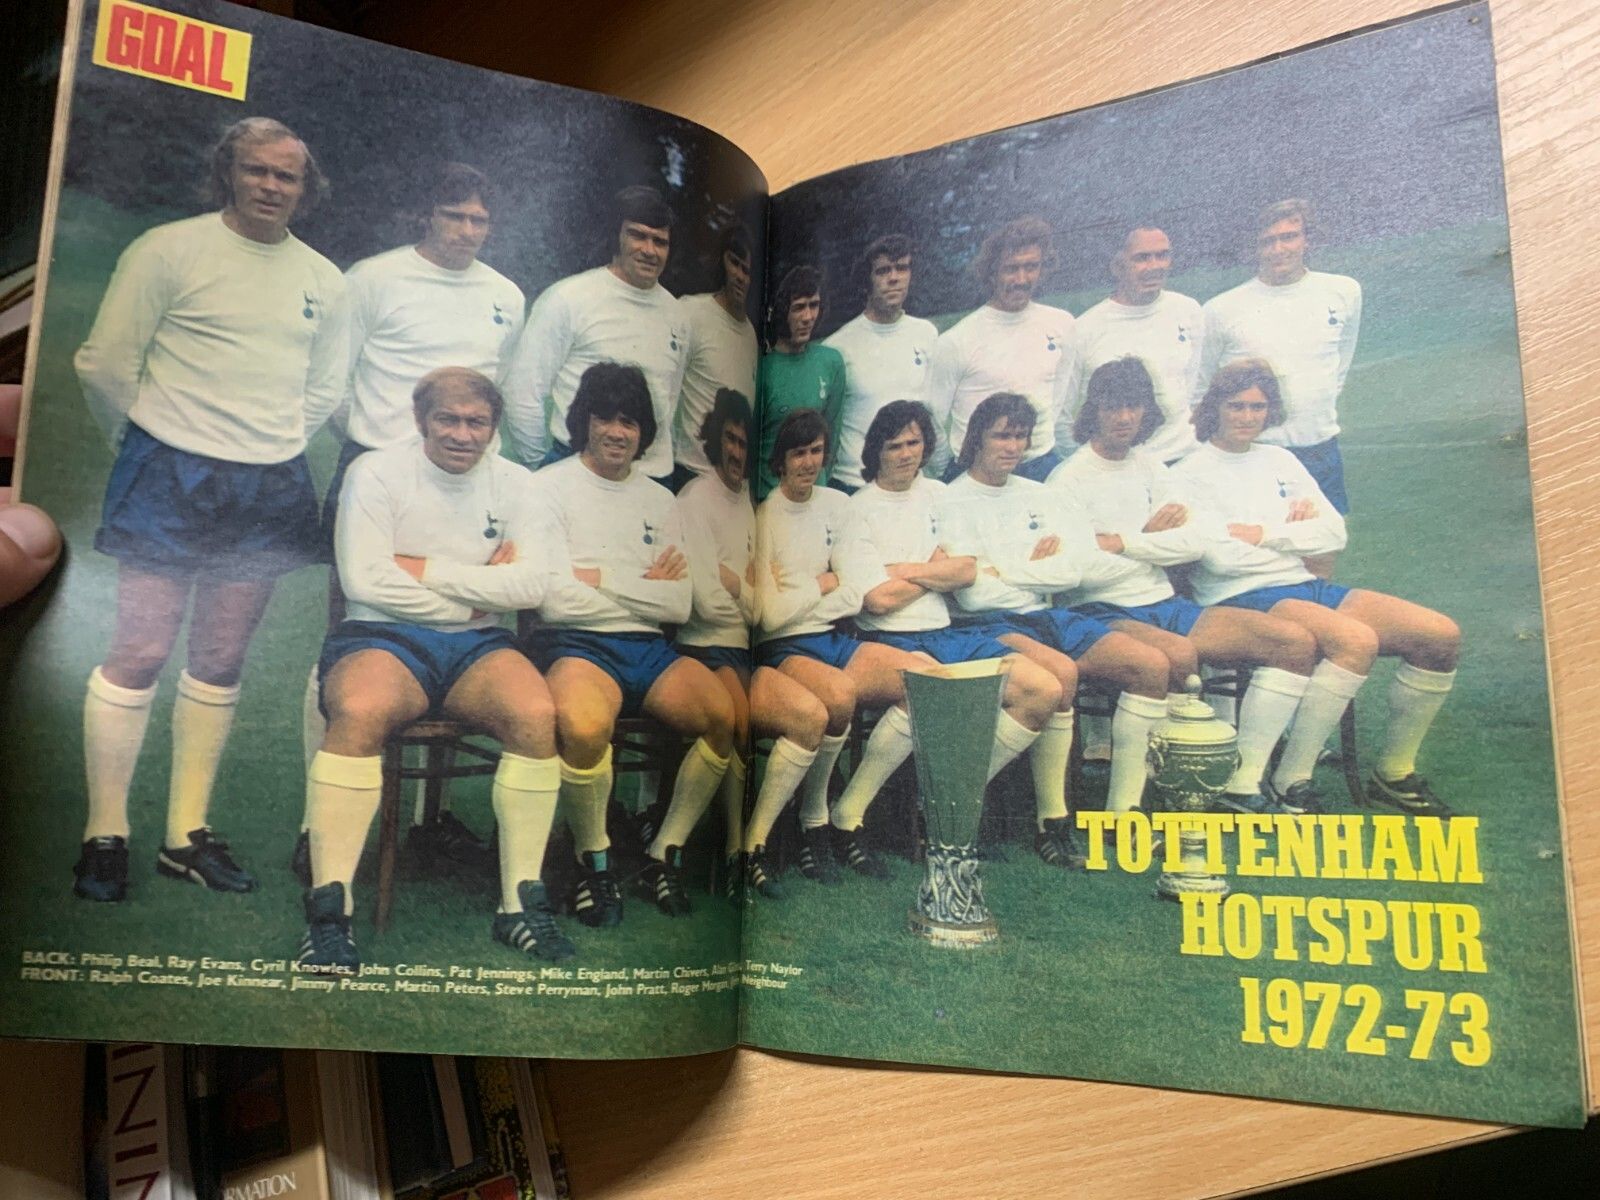 GOAL
BACK: Philip Beal, Ray Evans, Cyril Knowles, John Collins, Pat Jennings, Mike England, Martin Chivers, Alan Terry Naylor
FRONT: Ralph Coates, Joe Kinnear, Jimmy Pearce, Martin Peters, Steve Perryman, John Pratt, Roger Morgan, Neighbour
TOTTENHAM
HOTSPUR
1972-73
RMATION